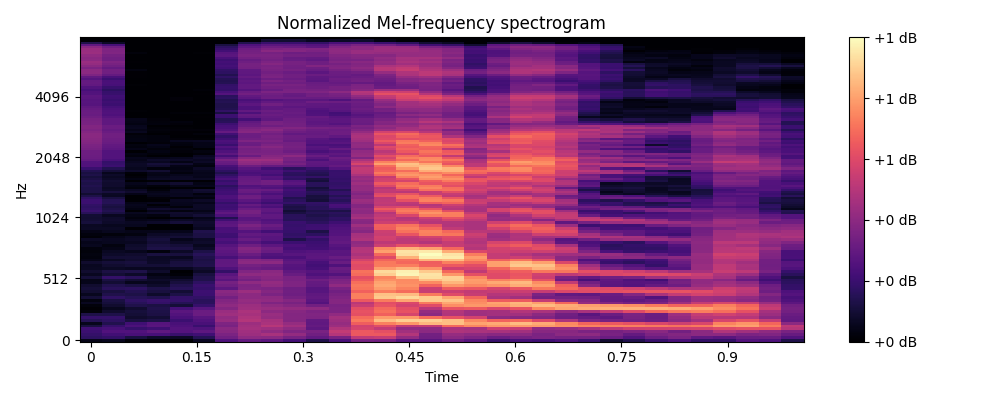 Normalized Mel-frequency spectrogram
+1 dB
+1 dB
+1 dB
+0 dB
+0 dB
+0 dB
4096
2048
1024
512
0
Hz
0 0.15 0.3 0.45 0.6 0.75 0.9
Time